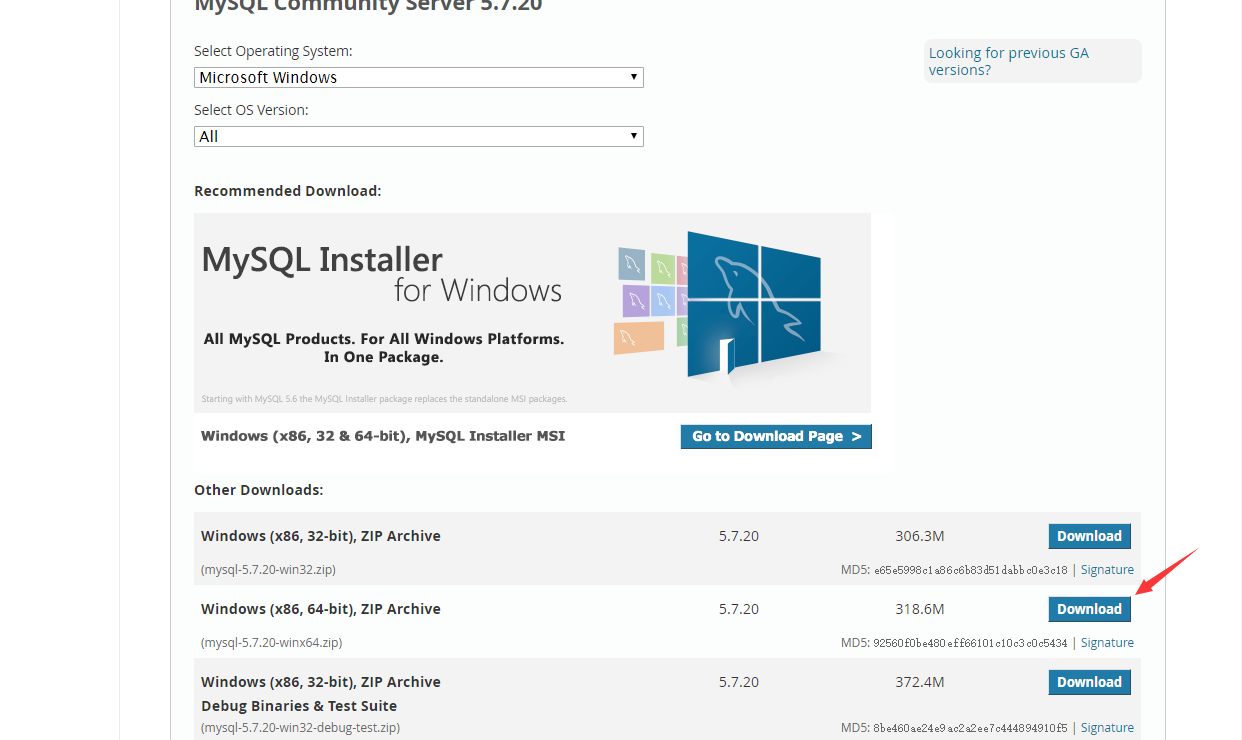 MySQL Community Server 5.7.20
Select Operating System:
Looking for previous GA
versions?
Microsoft Windows
Select OS Version:
All
Recommended Download:
MySQL Installer
for Windows
All MySQL Products. For All Windows Platforms.
In One Package.
Starting with MySQL 5.6 the MySQL Installer package replaces the standalone MSI packages.
Windows (x86, 32 & 64-bit), MySQL Installer MSI
Go to Download Page >
Other Downloads:
Windows (x86, 32-bit), ZIP Archive 5.7.20 306.3M Download
(mysql-5.7.20-win32.zip) MD5: e65e5998c1a86c6b83d51dabbc0e3c18 | Signature
Windows (x86, 64-bit), ZIP Archive 5.7.20 318.6M Download
(mysql-5.7.20-winx64.zip) MD5: 92560f0be480eff66101c10c3c0c5434 | Signature
Windows (x86, 32-bit), ZIP Archive 5.7.20 372.4M Download
Debug Binaries & Test Suite
(mysql-5.7.20-win32-debug-test.zip) MD5: 8be460ae24e9ac2a2ee7c444894910f5 | Signature